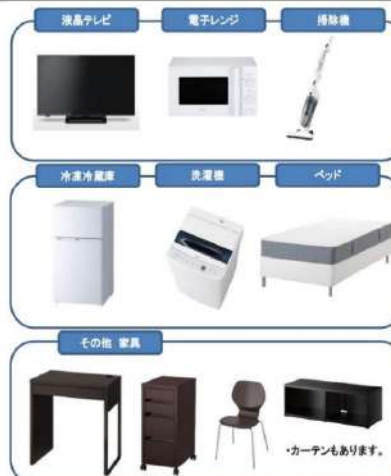 液晶テレビ
電子レンジ
掃除機
冷凍冷蔵庫
洗濯機
ベッド
その他 家具
・カーテンもあります。